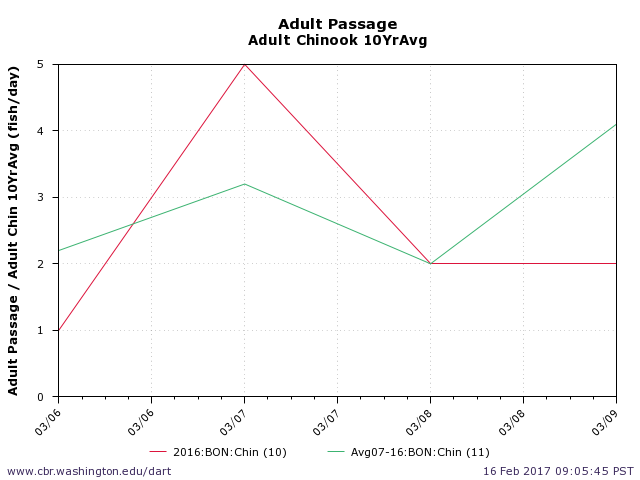 Adult Passage
Adult Chinook 10YrAvg
Adult Passage / Adult Chin 10YrAvg (fish/day)
5
4
3
2
1
0
03/06 03/06 03/07 03/07 03/08 03/08 03/09
2016:BON:Chin (10) Avg07-16:BON:Chin (11)
www.cbr.washington.edu/dart 16 Feb 2017 09:05:45 PST